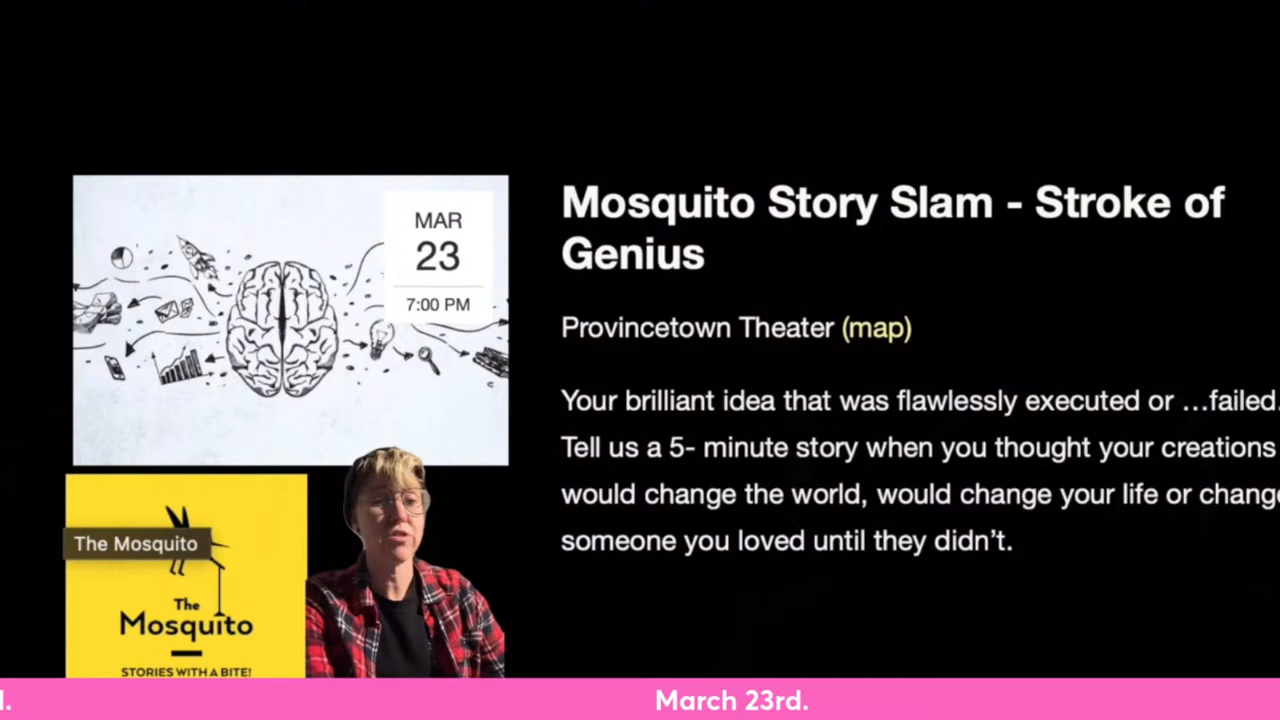 MAR
23
7:00 PM
Mosquito Story Slam - Stroke of
Genius
Provincetown Theater (map)
Your brilliant idea that was flawlessly executed or …failed
Tell us a 5- minute story when you thought your creations
would change the world, would change your life or change
someone you loved until they didn’t.
The Mosquito
The
Mosquito
STORIES WITH A BITE!
March 23rd.